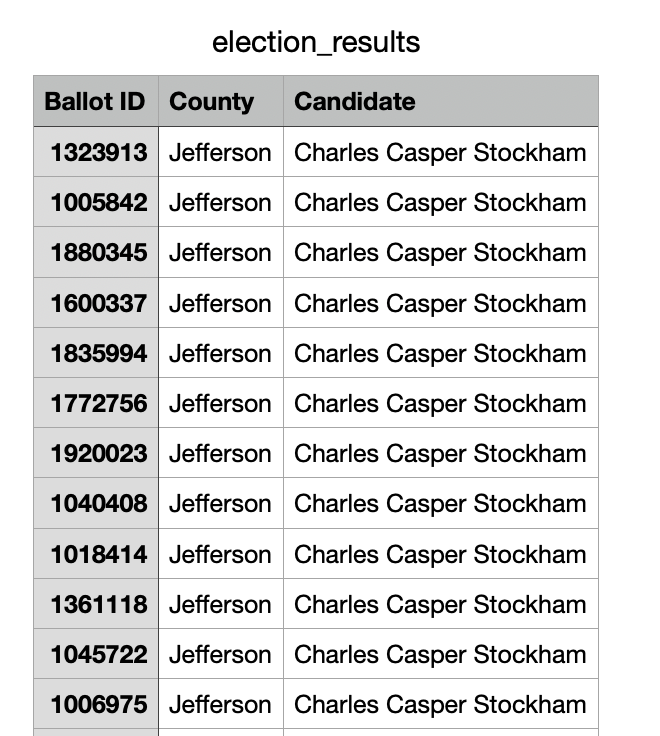 election_results
Ballot ID County Candidate
1323913 Jefferson Charles Casper Stockham
1005842 Jefferson Charles Casper Stockham
1880345 Jefferson Charles Casper Stockham
1600337 Jefferson Charles Casper Stockham
1835994 Jefferson Charles Casper Stockham
1772756 Jefferson Charles Casper Stockham
1920023 Jefferson Charles Casper Stockham
1040408 Jefferson Charles Casper Stockham
1018414 Jefferson Charles Casper Stockham
1361118 Jefferson Charles Casper Stockham
1045722 Jefferson Charles Casper Stockham
1006975 Jefferson Charles Casper Stockham